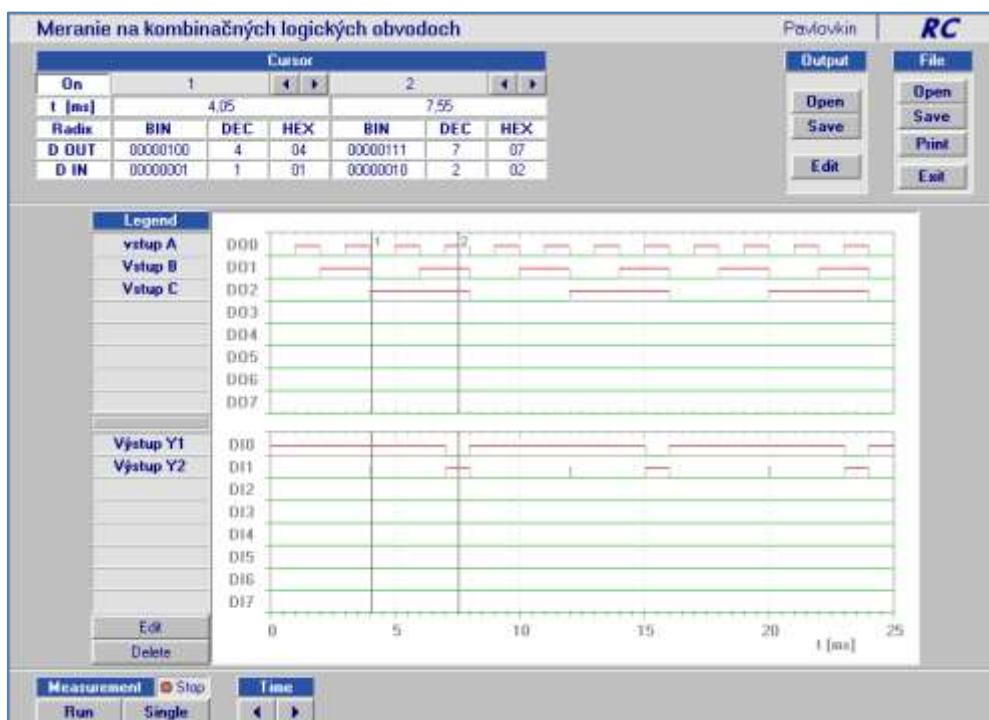 Meranie na kombinačných logických obvodoch Pavlovkin RC
Cursor Output File
On 1 2
t [ms] 4,05 7,55
Radix BIN DEC HEX BIN DEC HEX
D OUT 00000100 4 04 00000111 7 07
D IN 00000001 1 01 00000010 2 02
Open
Save
Edit
Open
Save
Print
Exit
Legend
vstup A DO0 1 2
Vstup B DO1
Vstup C DO2
DO3
DO4
DO5
DO6
DO7
Výstup Y1 DI0
Výstup Y2 DI1
DI2
DI3
DI4
DI5
DI6
DI7
Edit
Delete
0 5 10 15 20 25
t [ms]
Measurement Stop Time
Run Single